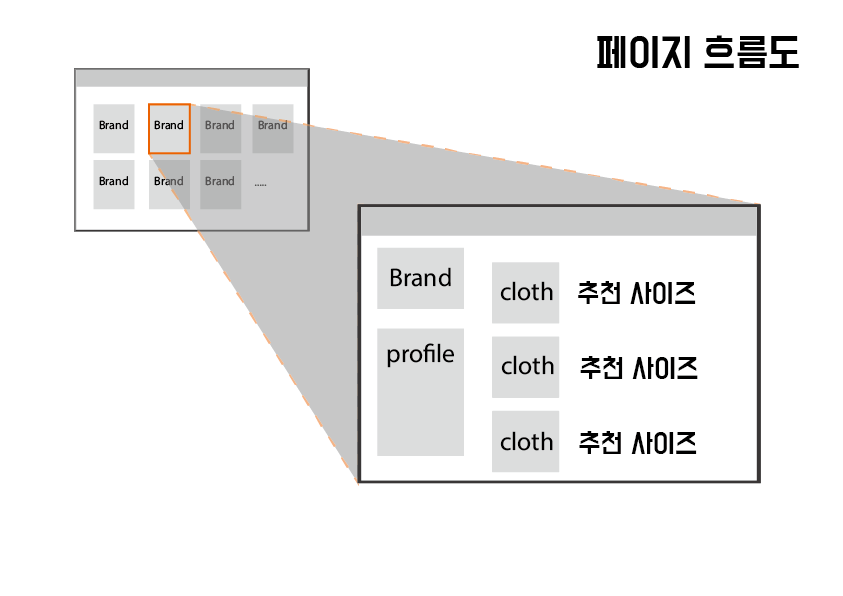 페이지 흐름도
Brand Brand Brand Brand
Brand Brand Brand .....
Brand
profile
cloth 추천 사이즈
cloth 추천 사이즈
cloth 추천 사이즈